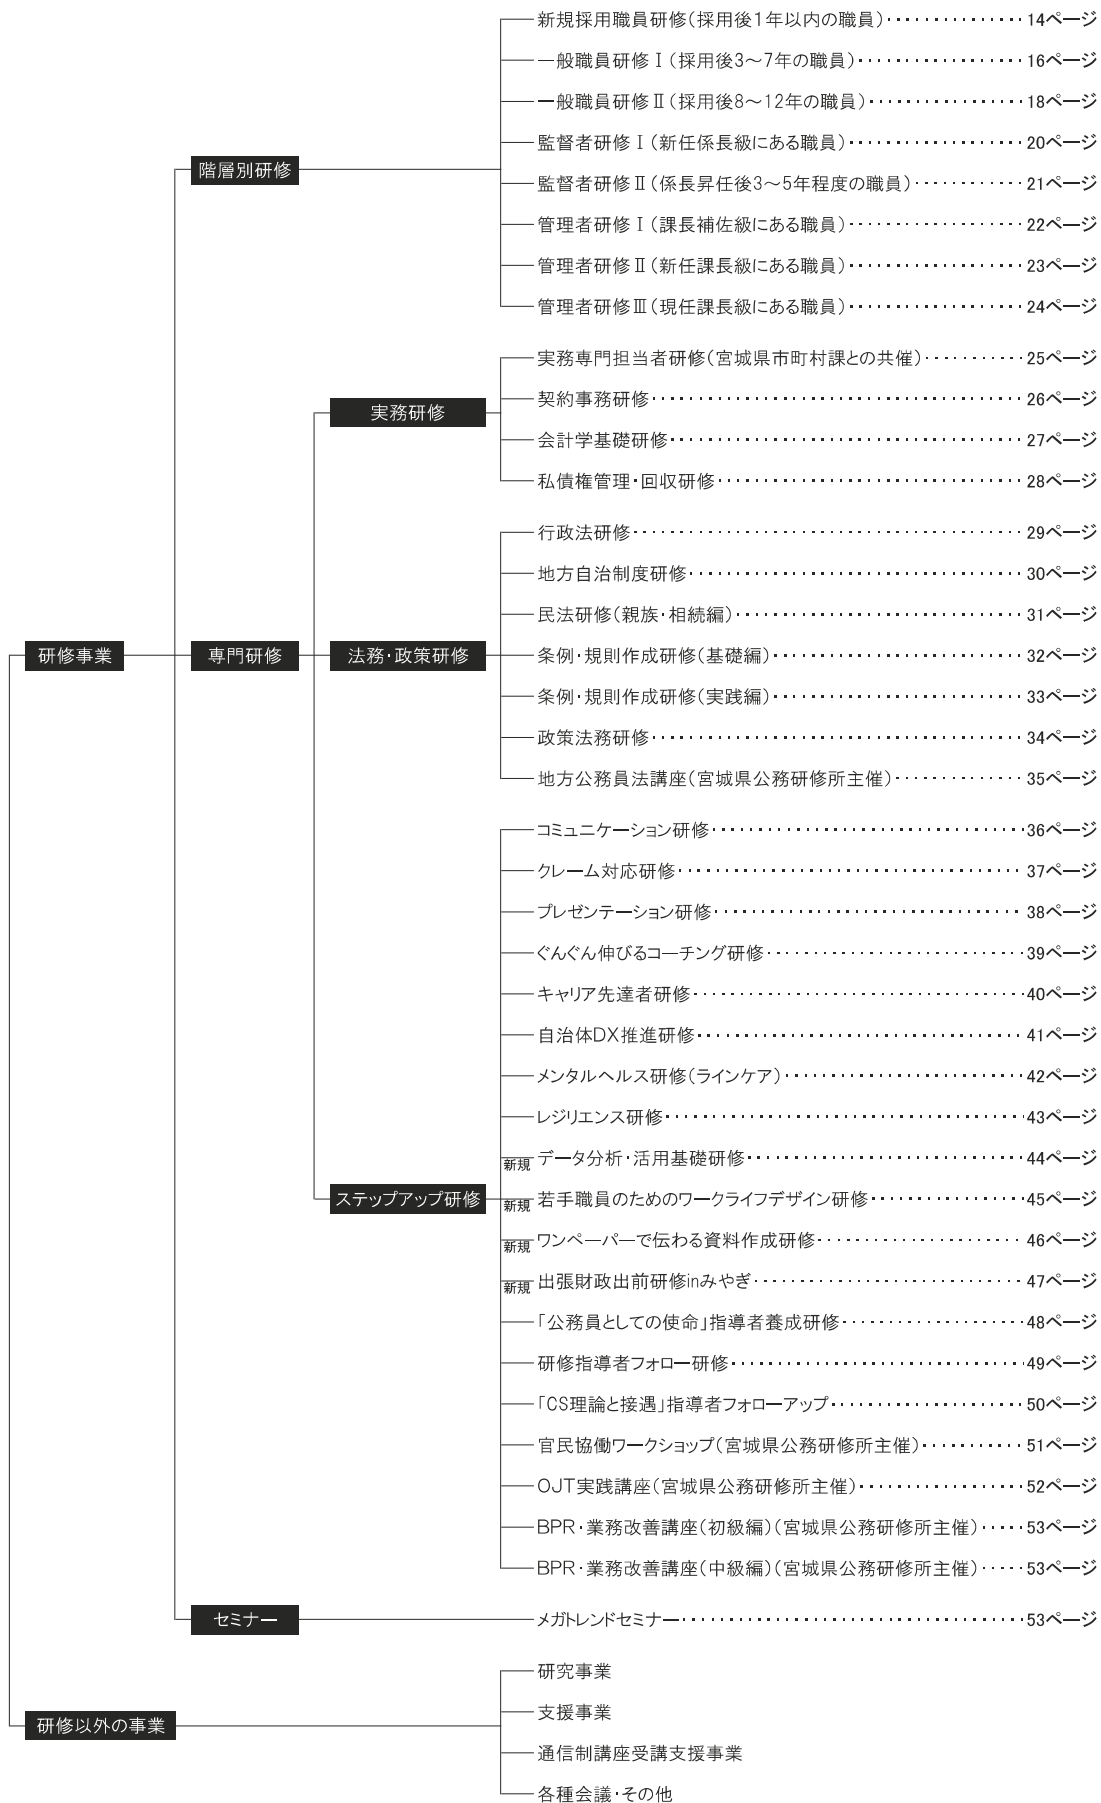 新規採用職員研修(採用後1年以内の職員)・・・・・・・・・・・・・・・・・・14ページ
一般職員研修Ⅰ(採用後3〜7年の職員)・・・・・・・・・・・・・・・・・・・・・16ページ
一般職員研修Ⅱ(採用後8〜12年の職員)・・・・・・・・・・・・・・・・・・・・18ページ
監督者研修Ⅰ(新任係長級にある職員)・・・・・・・・・・・・・・・・・・・・・・20ページ
階層別研修
監督者研修Ⅱ(係長昇任後3〜5年程度の職員)・・・・・・・・・・・・・・21ページ
管理者研修Ⅰ(課長補佐級にある職員)・・・・・・・・・・・・・・・・・・・・・・22ページ
管理者研修Ⅱ(新任課長級にある職員)・・・・・・・・・・・・・・・・・・・・・・23ページ
管理者研修Ⅲ(現任課長級にある職員)・・・・・・・・・・・・・・・・・・・・・・24ページ
実務専門担当者研修(宮城県市町村課との共催)・・・・・・・・・・・・・25ページ
契約事務研修・・・・・・・・・・・・・・・・・・・・・・・・・・・・・・・・・・・・・・・・・・・・・・・26ページ
実務研修
会計学基礎研修・・・・・・・・・・・・・・・・・・・・・・・・・・・・・・・・・・・・・・・・・・・・・27ページ
私債権管理・回収研修・・・・・・・・・・・・・・・・・・・・・・・・・・・・・・・・・・・・・・・28ページ
行政法研修・・・・・・・・・・・・・・・・・・・・・・・・・・・・・・・・・・・・・・・・・・・・・・・・・29ページ
地方自治制度研修・・・・・・・・・・・・・・・・・・・・・・・・・・・・・・・・・・・・・・・・・・30ページ
民法研修(親族・相続編)・・・・・・・・・・・・・・・・・・・・・・・・・・・・・・・・・・・・31ページ
研修事業
専門研修
法務・政策研修
条例・規則作成研修(基礎編)・・・・・・・・・・・・・・・・・・・・・・・・・・・・・・・32ページ
条例・規則作成研修(実践編)・・・・・・・・・・・・・・・・・・・・・・・・・・・・・・・33ページ
政策法務研修・・・・・・・・・・・・・・・・・・・・・・・・・・・・・・・・・・・・・・・・・・・・・・・34ページ
地方公務員法講座(宮城県公務研修所主催)・・・・・・・・・・・・・・・・・35ページ
コミュニケーション研修・・・・・・・・・・・・・・・・・・・・・・・・・・・・・・・・・・・・・・・36ページ
クレーム対応研修・・・・・・・・・・・・・・・・・・・・・・・・・・・・・・・・・・・・・・・・・・・・37ページ
プレゼンテーション研修・・・・・・・・・・・・・・・・・・・・・・・・・・・・・・・・・・・・・・・38ページ
ぐんぐん伸びるコーチング研修・・・・・・・・・・・・・・・・・・・・・・・・・・・・・・・・39ページ
キャリア先達者研修・・・・・・・・・・・・・・・・・・・・・・・・・・・・・・・・・・・・・・・・・・40ページ
自治体DX推進研修・・・・・・・・・・・・・・・・・・・・・・・・・・・・・・・・・・・・・・・・・・41ページ
メンタルヘルス研修(ラインケア)・・・・・・・・・・・・・・・・・・・・・・・・・・・・・・42ページ
レジリエンス研修・・・・・・・・・・・・・・・・・・・・・・・・・・・・・・・・・・・・・・・・・・・・・43ページ
新規 データ分析・活用基礎研修・・・・・・・・・・・・・・・・・・・・・・・・・・・・・・・・・・・44ページ
ステップアップ研修
新規 若手職員のためのワークライフデザイン研修・・・・・・・・・・・・・・・・・・・・45ページ
新規 ワンペーパーで伝わる資料作成研修・・・・・・・・・・・・・・・・・・・・・・・・・・46ページ
新規 出張財政出前研修inみやぎ・・・・・・・・・・・・・・・・・・・・・・・・・・・・・・・・・・47ページ
「公務員としての使命」指導者養成研修・・・・・・・・・・・・・・・・・・・・・・・48ページ
研修指導者フォロー研修・・・・・・・・・・・・・・・・・・・・・・・・・・・・・・・・・・・・・49ページ
「CS理論と接遇」指導者フォローアップ・・・・・・・・・・・・・・・・・・・・・・・・50ページ
官民協働ワークショップ(宮城県公務研修所主催)・・・・・・・・・・・・・51ページ
OJT実践講座(宮城県公務研修所主催)・・・・・・・・・・・・・・・・・・・・・52ページ
BPR・業務改善講座(初級編)(宮城県公務研修所主催)・・・・・53ページ
BPR・業務改善講座(中級編)(宮城県公務研修所主催)・・・・・53ページ
セミナー
メガトレンドセミナー・・・・・・・・・・・・・・・・・・・・・・・・・・・・・・・・・・・・・・・・・・・53ページ
研究事業
支援事業
研修以外の事業
通信制講座受講支援事業
各種会議・その他